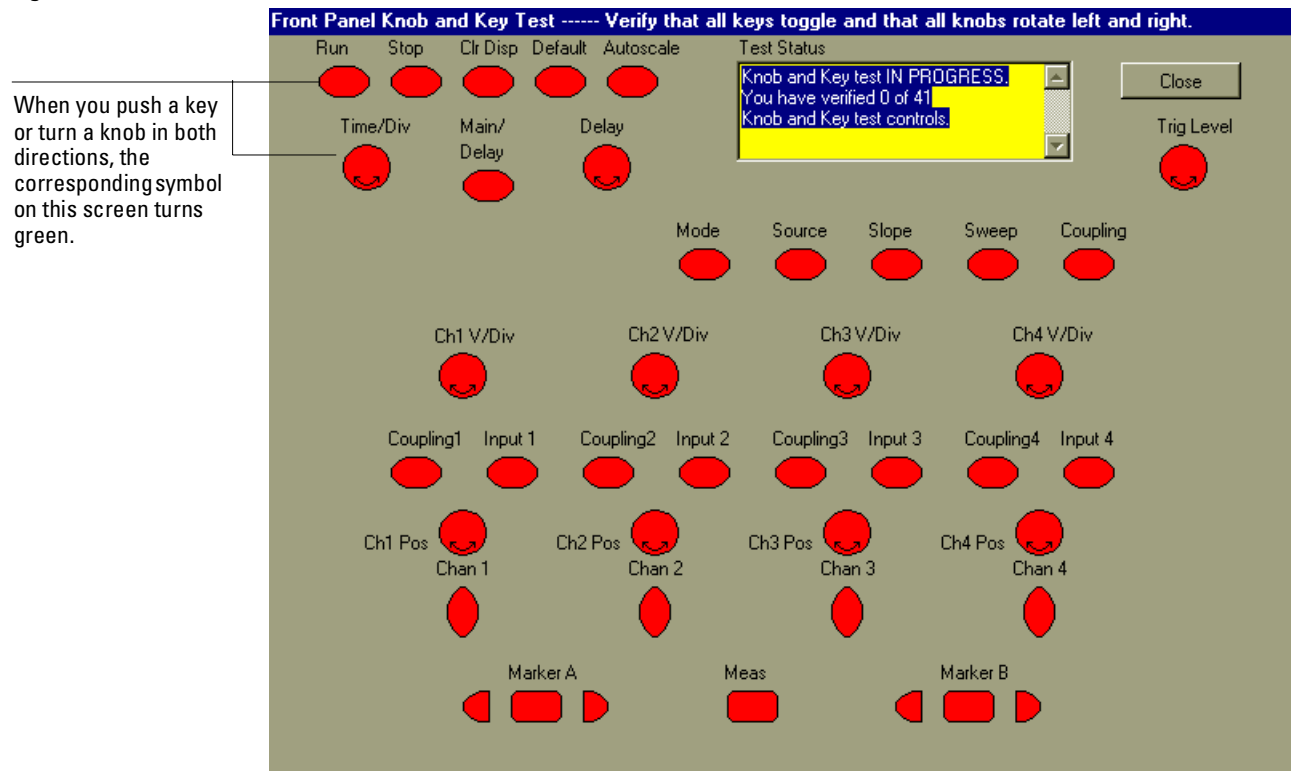 Front Panel Knob and Key Test ------ Verify that all keys toggle and that all knobs rotate left and right.
Run Stop Clr Disp Default Autoscale Test Status
Knob and Key test IN PROGRESS.
You have verified 0 of 41
Knob and Key test controls.
Close
When you push a key
or turn a knob in both
directions, the
corresponding symbol
on this screen turns
green.
Time/Div Main/
Delay
Delay Trig Level
Mode Source Slope Sweep Coupling
Ch1 V/Div Ch2 V/Div Ch3 V/Div Ch4 V/Div
Coupling1 Input 1 Coupling2 Input 2 Coupling3 Input 3 Coupling4 Input 4
Ch1 Pos Ch2 Pos Ch3 Pos Ch4 Pos
Chan 1 Chan 2 Chan 3 Chan 4
Marker A Meas Marker B